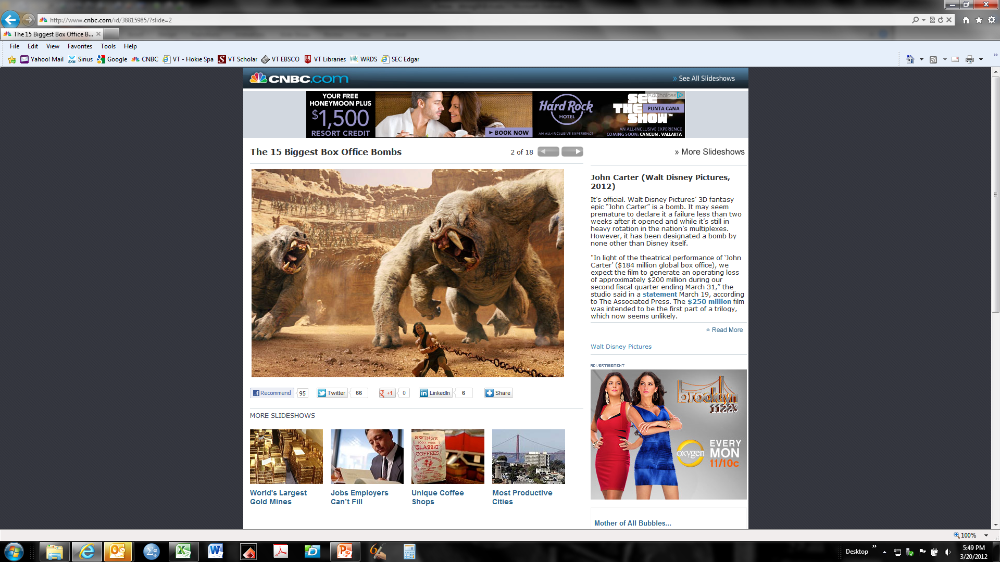 http://www.cnbc.com/id/38815985/?slide=2
The 15 Biggest Box Office B...
File Edit View Favorites Tools Help
Yahoo! Mail Sirius Google CNBC VT - Hokie Spa VT Scholar VT EBSCO VT Libraries WRDS SEC Edgar
CNBC.com
» See All Slideshows
YOUR FREE
HONEYMOON PLUS
$1,500
RESORT CREDIT
► BOOK NOW
Hard Rock
HOTEL
AN ALL-INCLUSIVE EXPERIENCE
SEE
THE
SHOW™
AdChoices
PUNTA CANA
AN ALL-INCLUSIVE EXPERIENCE
COMING SOON: CANCUN . VALLARTA
The 15 Biggest Box Office Bombs
2 of 18
» More Slideshows
John Carter (Walt Disney Pictures,
2012)
It’s official. Walt Disney Pictures’ 3D fantasy
epic “John Carter” is a bomb. It may seem
premature to declare it a failure less than two
weeks after it opened and while it’s still in
heavy rotation in the nation’s multiplexes.
However, it has been designated a bomb by
none other than Disney itself.
"In light of the theatrical performance of ‘John
Carter’ ($184 million global box office), we
expect the film to generate an operating loss
of approximately $200 million during our
second fiscal quarter ending March 31,” the
studio said in a statement March 19, according
to The Associated Press. The $250 million film
was intended to be the first part of a trilogy,
which now seems unlikely.
Read More
Walt Disney Pictures
ADVERTISEMENT
brooklyn
11223
oxygen
EVERY
MON
11/10c
Mother of All Bubbles...
Recommend 95 Twitter 66 +1 0 LinkedIn 6 Share
MORE SLIDESHOWS
SWING'S
100% PURE
CLASSIC
COFFEES
World's Largest
Gold Mines
Jobs Employers
Can’t Fill
Unique Coffee
Shops
Most Productive
Cities
100%
Desktop
5:49 PM
3/20/2012